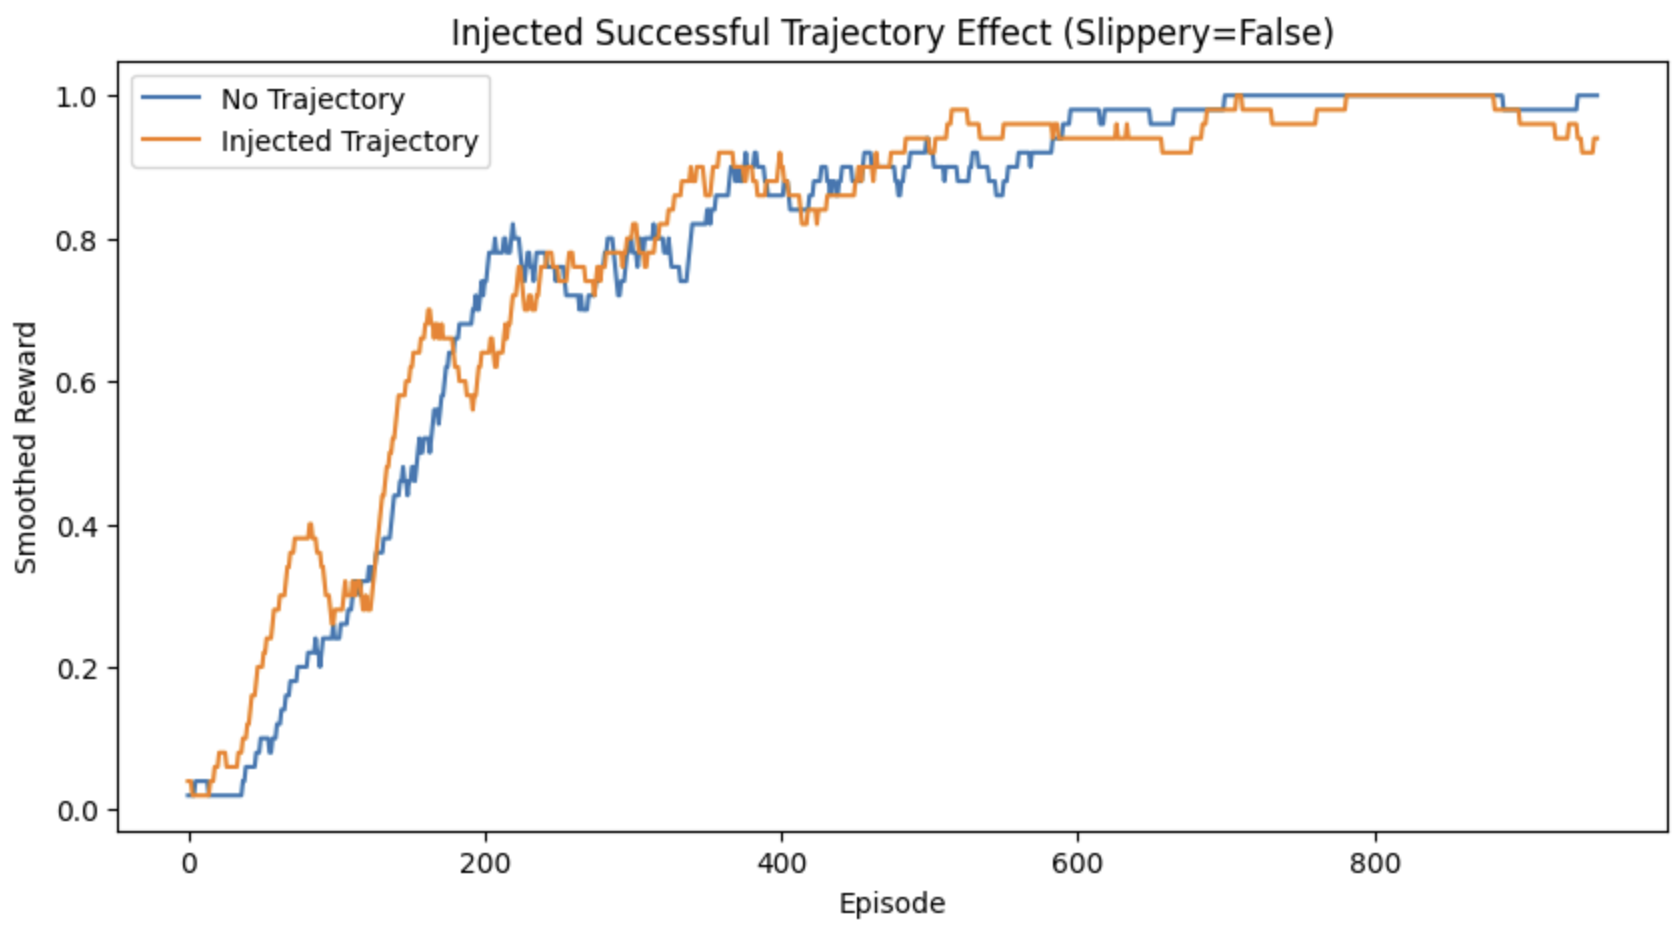 Injected Successful Trajectory Effect (Slippery=False)
No Trajectory
Injected Trajectory
Smoothed Reward
1.0
0.8
0.6
0.4
0.2
0.0
0 200 400 600 800
Episode